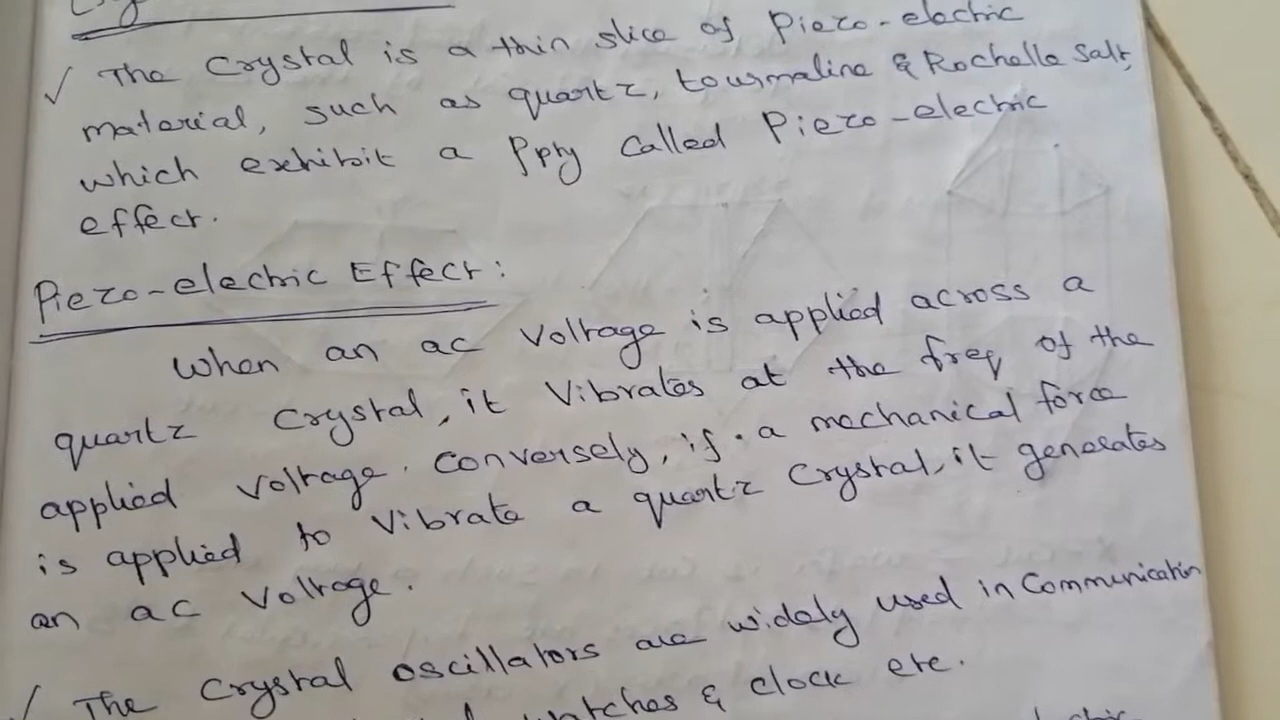 ✓ The Crystal is a thin slice of Piezo-electric
material, such as quartz, tourmaline & Rochelle Salt,
which exhibit a Ppty called Piezo-electric
effect.
Piezo-electric Effect:
When an ac Voltage is applied across a
quartz Crystal, it Vibrates at the freq of the
applied Voltage. Conversely, if a mechanical force
is applied to Vibrate a quartz Crystal, it generates
an ac Voltage.
✓ The Crystal oscillators are widely used in Communication
& clock etc.